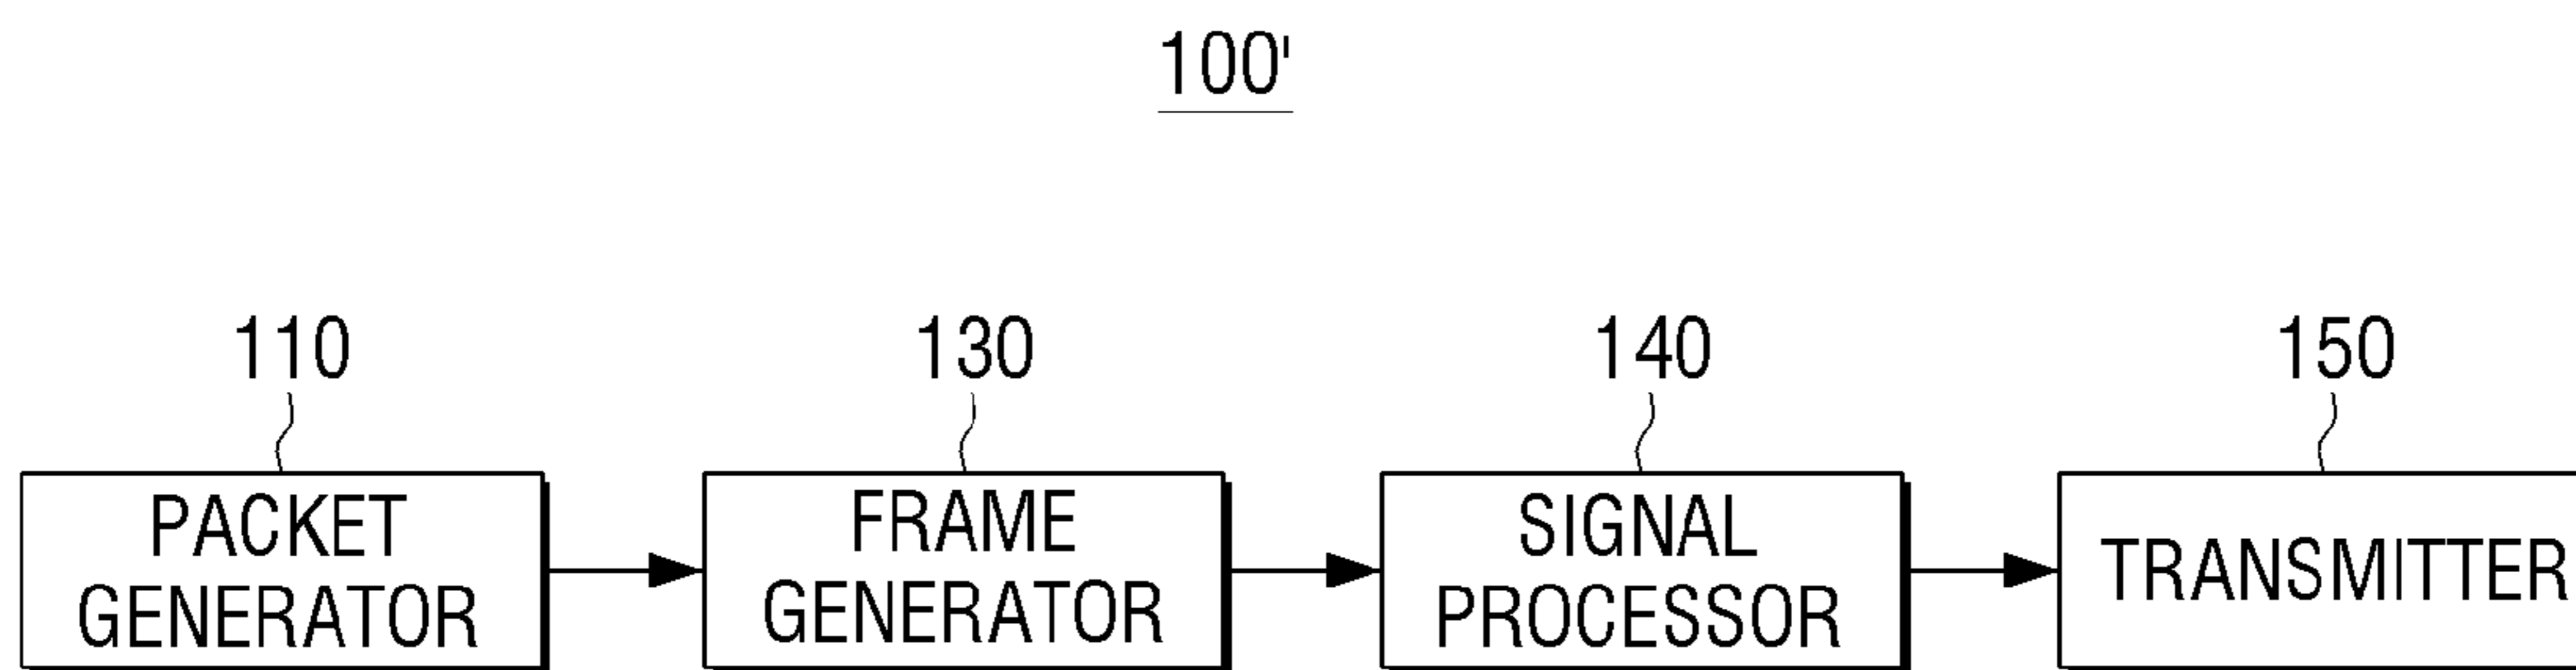 100'
110
130
140
150
PACKET
GENERATOR
FRAME
GENERATOR
SIGNAL
PROCESSOR
TRANSMITTER